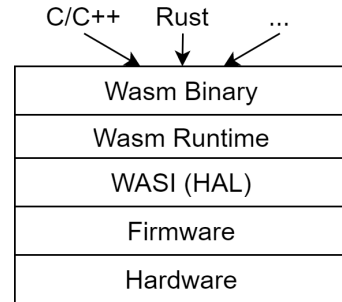 C/C++ Rust ...
Wasm Binary
Wasm Runtime
WASI (HAL)
Firmware
Hardware